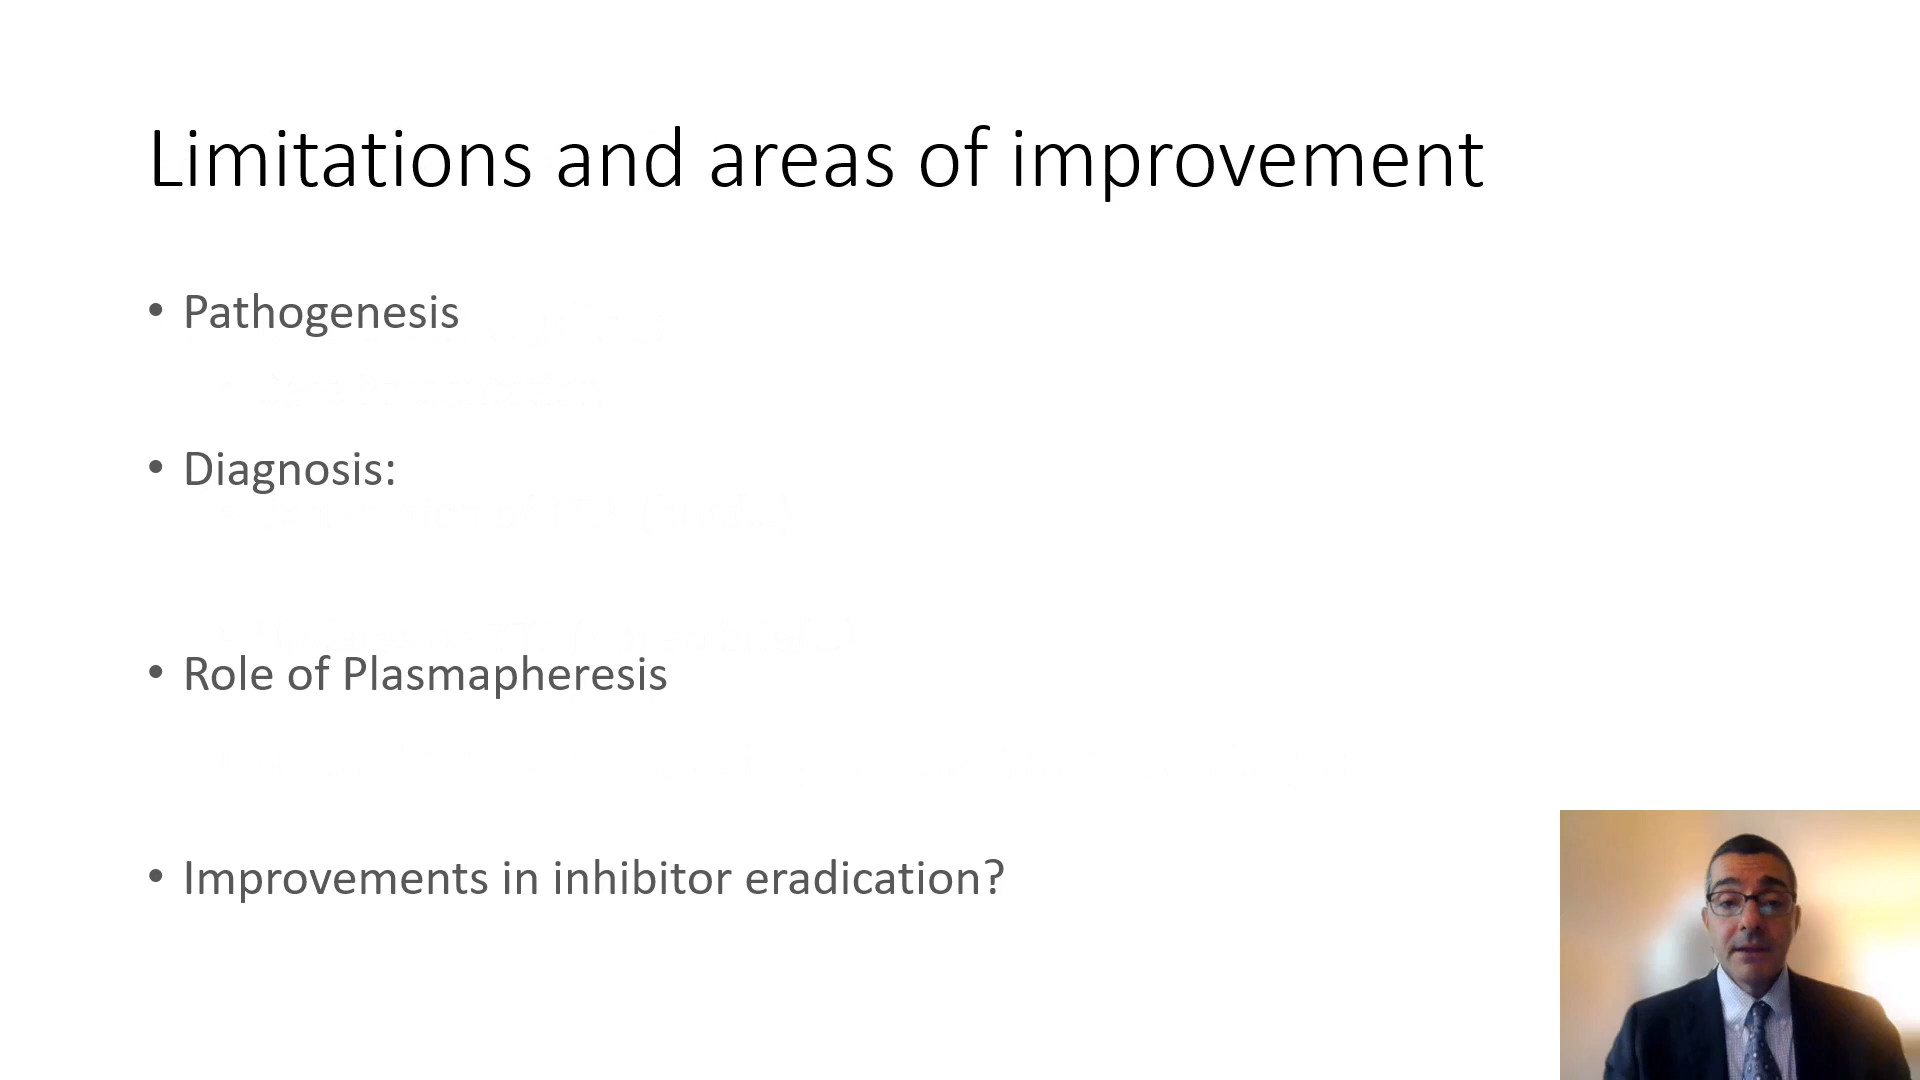 Limitations and areas of improvement
• Pathogenesis
• Diagnosis:
• Role of Plasmapheresis
• Improvements in inhibitor eradication?